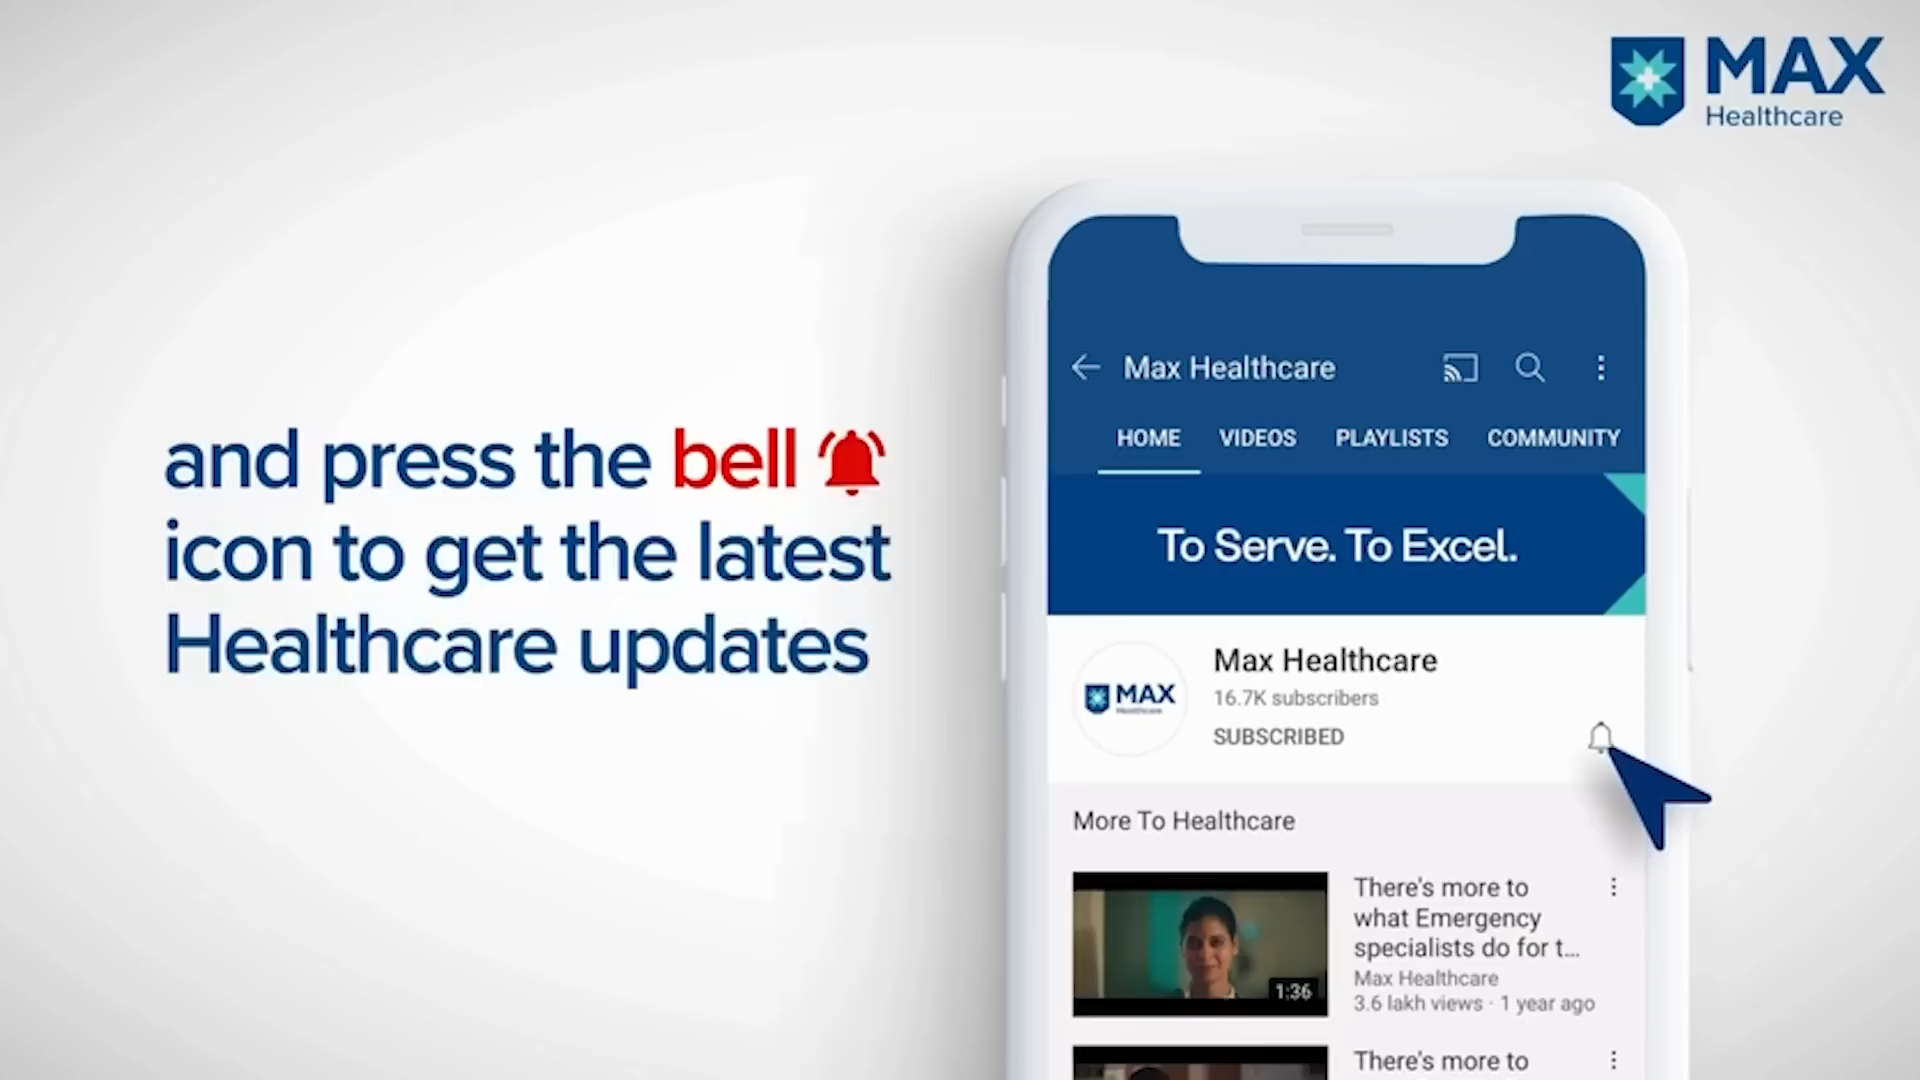 MAX
Healthcare
and press the bell
icon to get the latest
Healthcare updates
Max Healthcare
HOME VIDEOS PLAYLISTS COMMUNITY
To Serve. To Excel.
MAX
Healthcare
Max Healthcare
16.7K subscribers
SUBSCRIBED
More To Healthcare
There's more to
what Emergency
specialists do for t...
Max Healthcare
3.6 lakh views · 1 year ago
1:36
There's more to